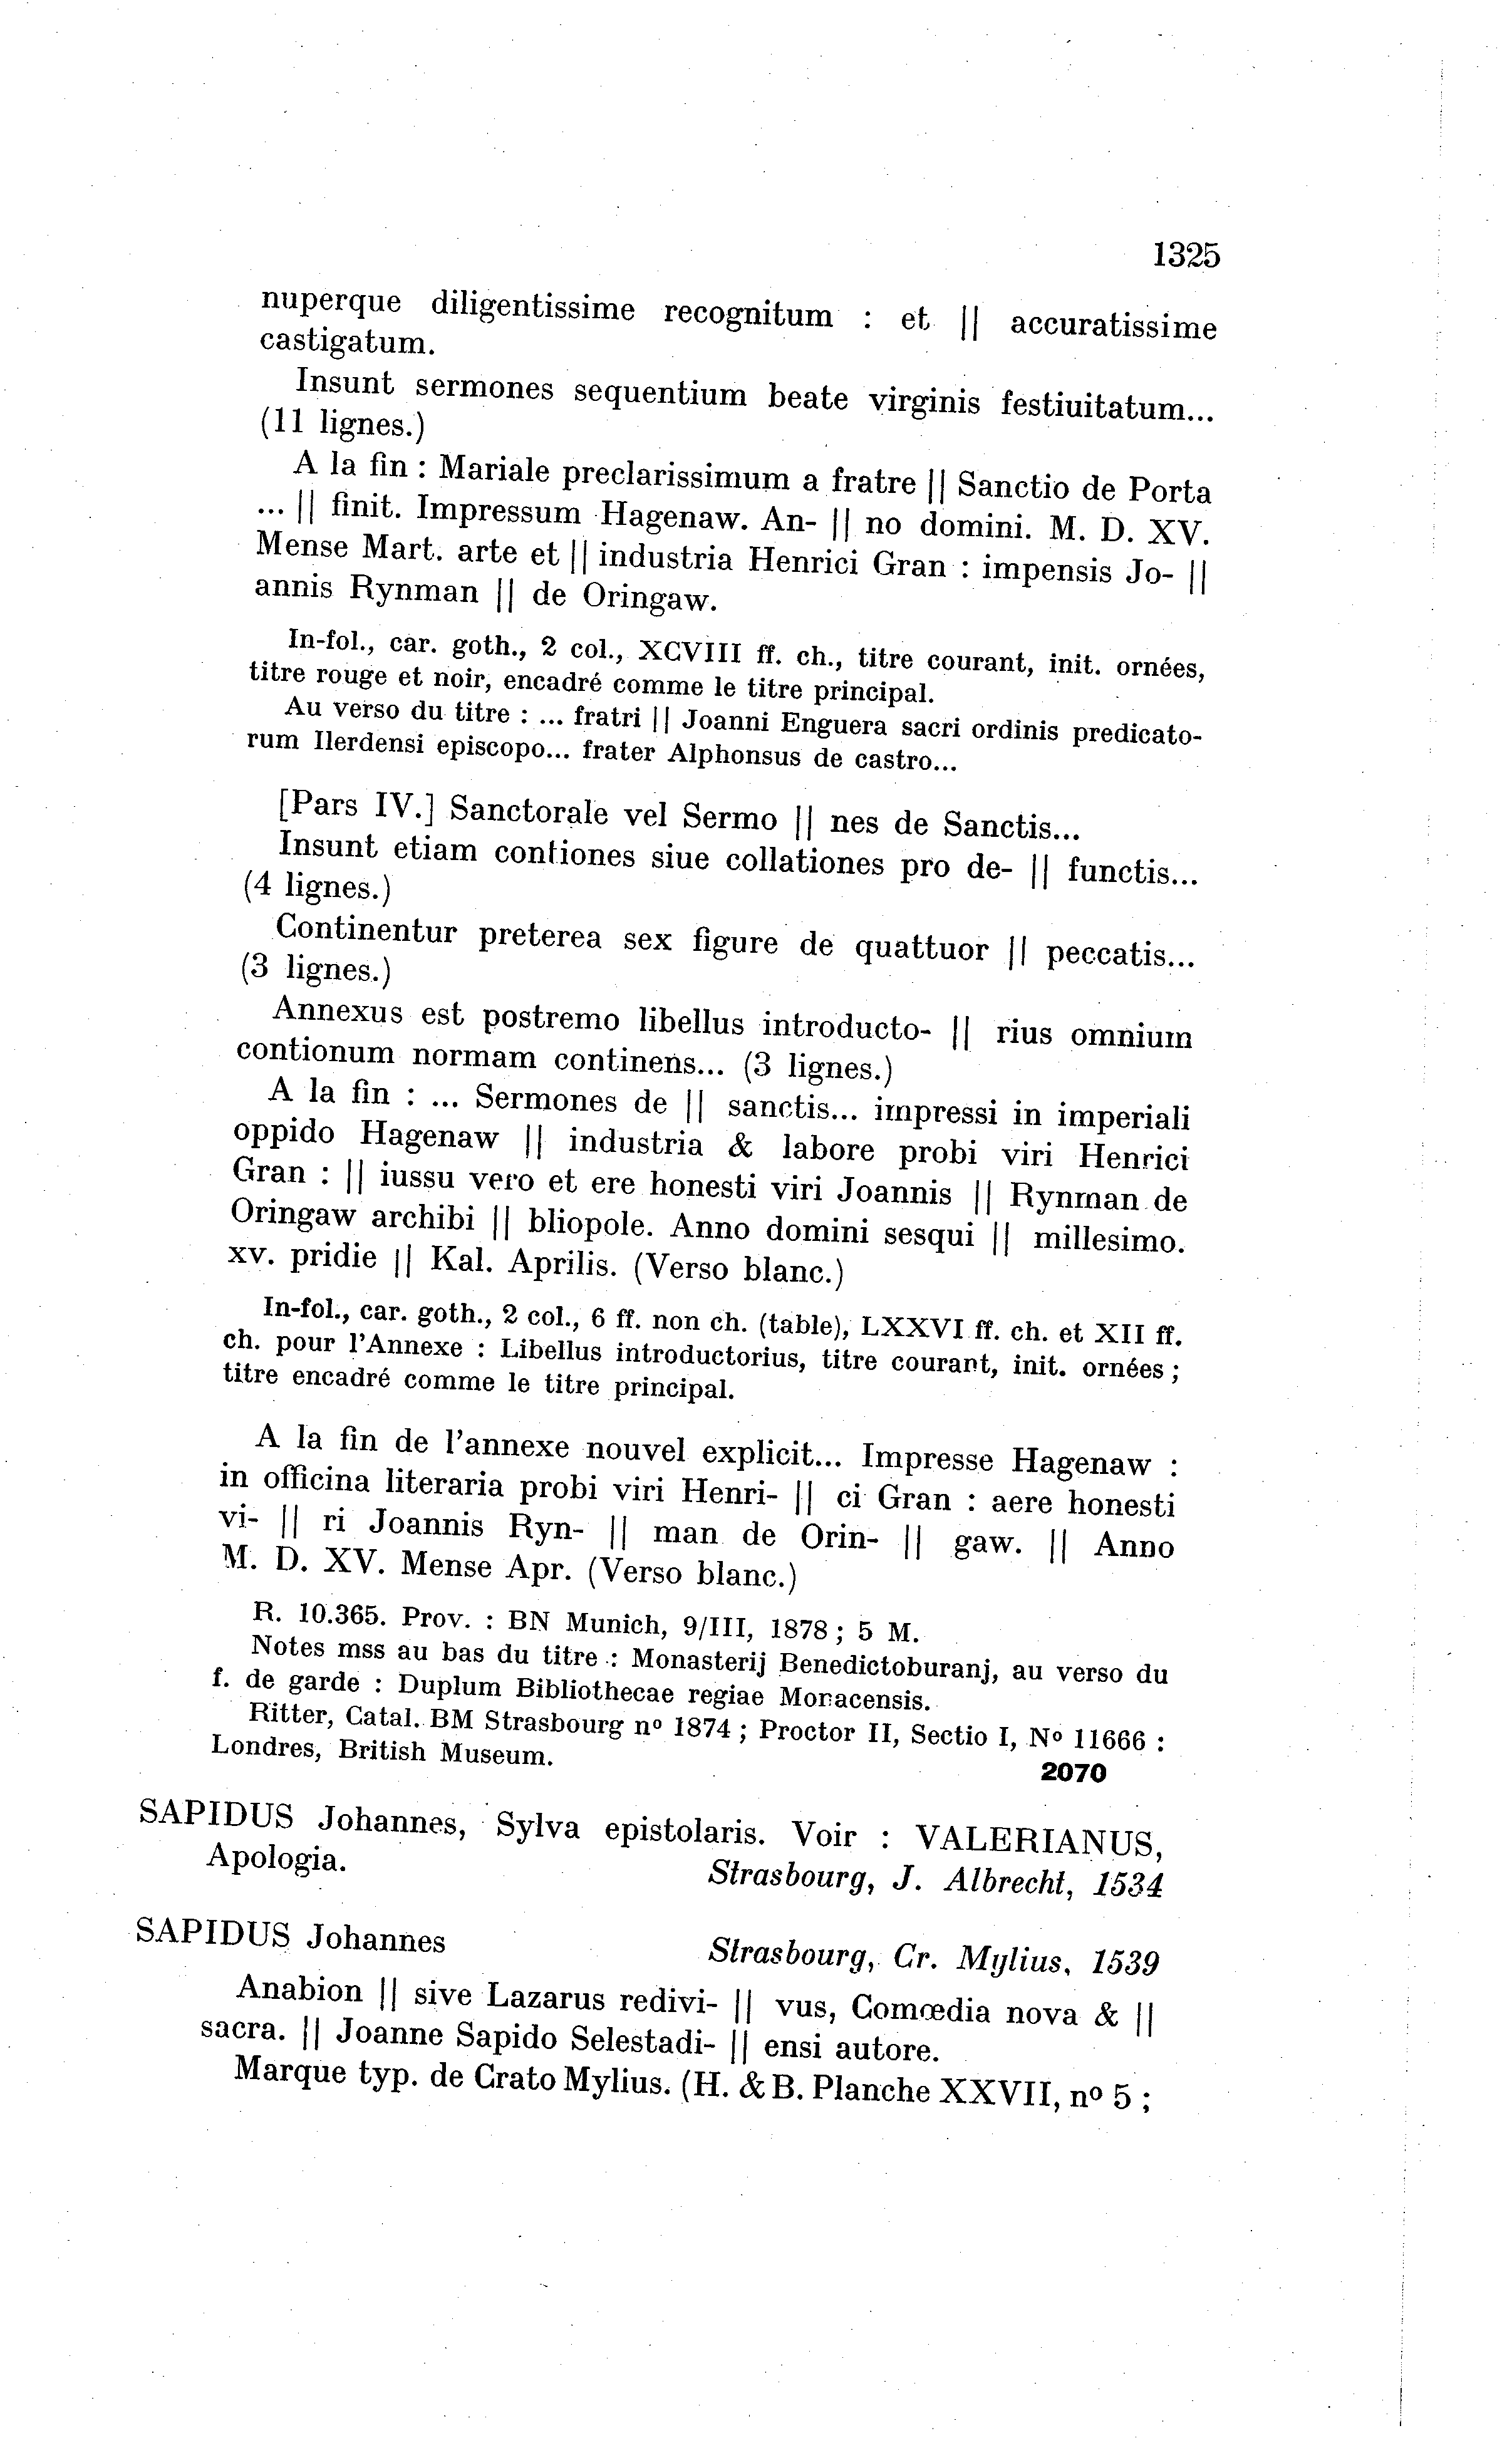 1325
nuperque diligentissime recognitum : et || accuratissime
castigatum.
Insunt sermones sequentium beate virginis festiuitatum...
(11 lignes.)
A la fin : Mariale preclarissimum a fratre || Sanctio de Porta
... || finit. Impressum Hagenaw. An- || no domini. M. D. XV.
Mense Mart. arte et || industria Henrici Gran : impensis Jo- ||
annis Rynman || de Oringaw.
In-fol., car. goth., 2 col., XCVIII ff. ch., titre courant, init. ornées,
titre rouge et noir, encadré comme le titre principal.
Au verso du titre : ... fratri || Joanni Enguera sacri ordinis predicato-
rum Ilerdensi episcopo... frater Alphonsus de castro...
[Pars IV.] Sanctorale vel Sermo || nes de Sanctis...
Insunt etiam contiones siue collationes pro de- || functis...
(4 lignes.)
Continentur preterea sex figure de quattuor || peccatis...
(3 lignes.)
Annexus est postremo libellus introducto- || rius omnium
contionum normam continens... (3 lignes.)
A la fin : ... Sermones de || sanctis... impressi in imperiali
oppido Hagenaw || industria & labore probi viri Henrici
Gran : || iussu vero et ere honesti viri Joannis || Rynman de
Oringaw archibi || bliopole. Anno domini sesqui || millesimo.
xv. pridie || Kal. Aprilis. (Verso blanc.)
In-fol., car. goth., 2 col., 6 ff. non ch. (table), LXXVI ff. ch. et XII ff.
ch. pour l'Annexe : Libellus introductorius, titre courant, init. ornées ;
titre encadré comme le titre principal.
A la fin de l'annexe nouvel explicit... Impresse Hagenaw :
in officina literaria probi viri Henri- || ci Gran : aere honesti
vi- || ri Joannis Ryn- || man de Orin- || gaw. || Anno
M. D. XV. Mense Apr. (Verso blanc.)
R. 10.365. Prov. : BN Munich, 9/III, 1878 ; 5 M.
Notes mss au bas du titre : Monasterij Benedictoburanj, au verso du
f. de garde : Duplum Bibliothecae regiae Monacensis.
Ritter, Catal. BM Strasbourg nº 1874 ; Proctor II, Sectio I, Nº 11666 :
Londres, British Museum.
2070
SAPIDUS Johannes, Sylva epistolaris. Voir : VALERIANUS,
Apologia. Strasbourg, J. Albrecht, 1534
SAPIDUS Johannes Strasbourg, Cr. Mylius, 1539
Anabion || sive Lazarus redivi- || vus, Comœdia nova & ||
sacra. || Joanne Sapido Selestadi- || ensi autore.
Marque typ. de Crato Mylius. (H. & B. Planche XXVII, nº 5 ;